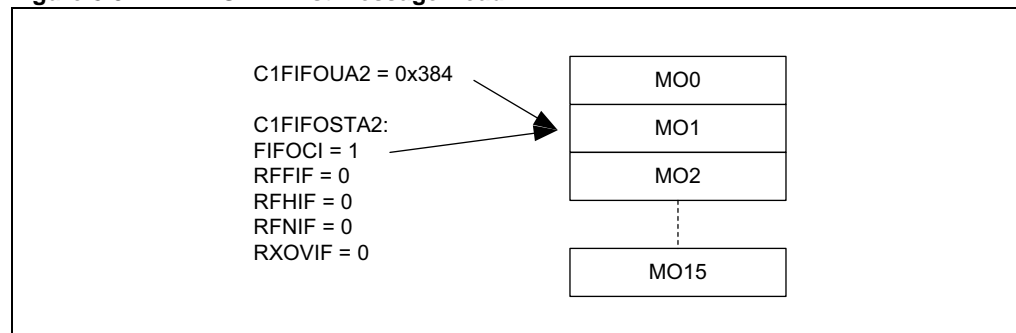 C1FIFOUA2 = 0x384
C1FIFOSTA2:
FIFOCI = 1
RFFIF = 0
RFHIF = 0
RFNIF = 0
RXOVIF = 0
MO0
MO1
MO2
MO15